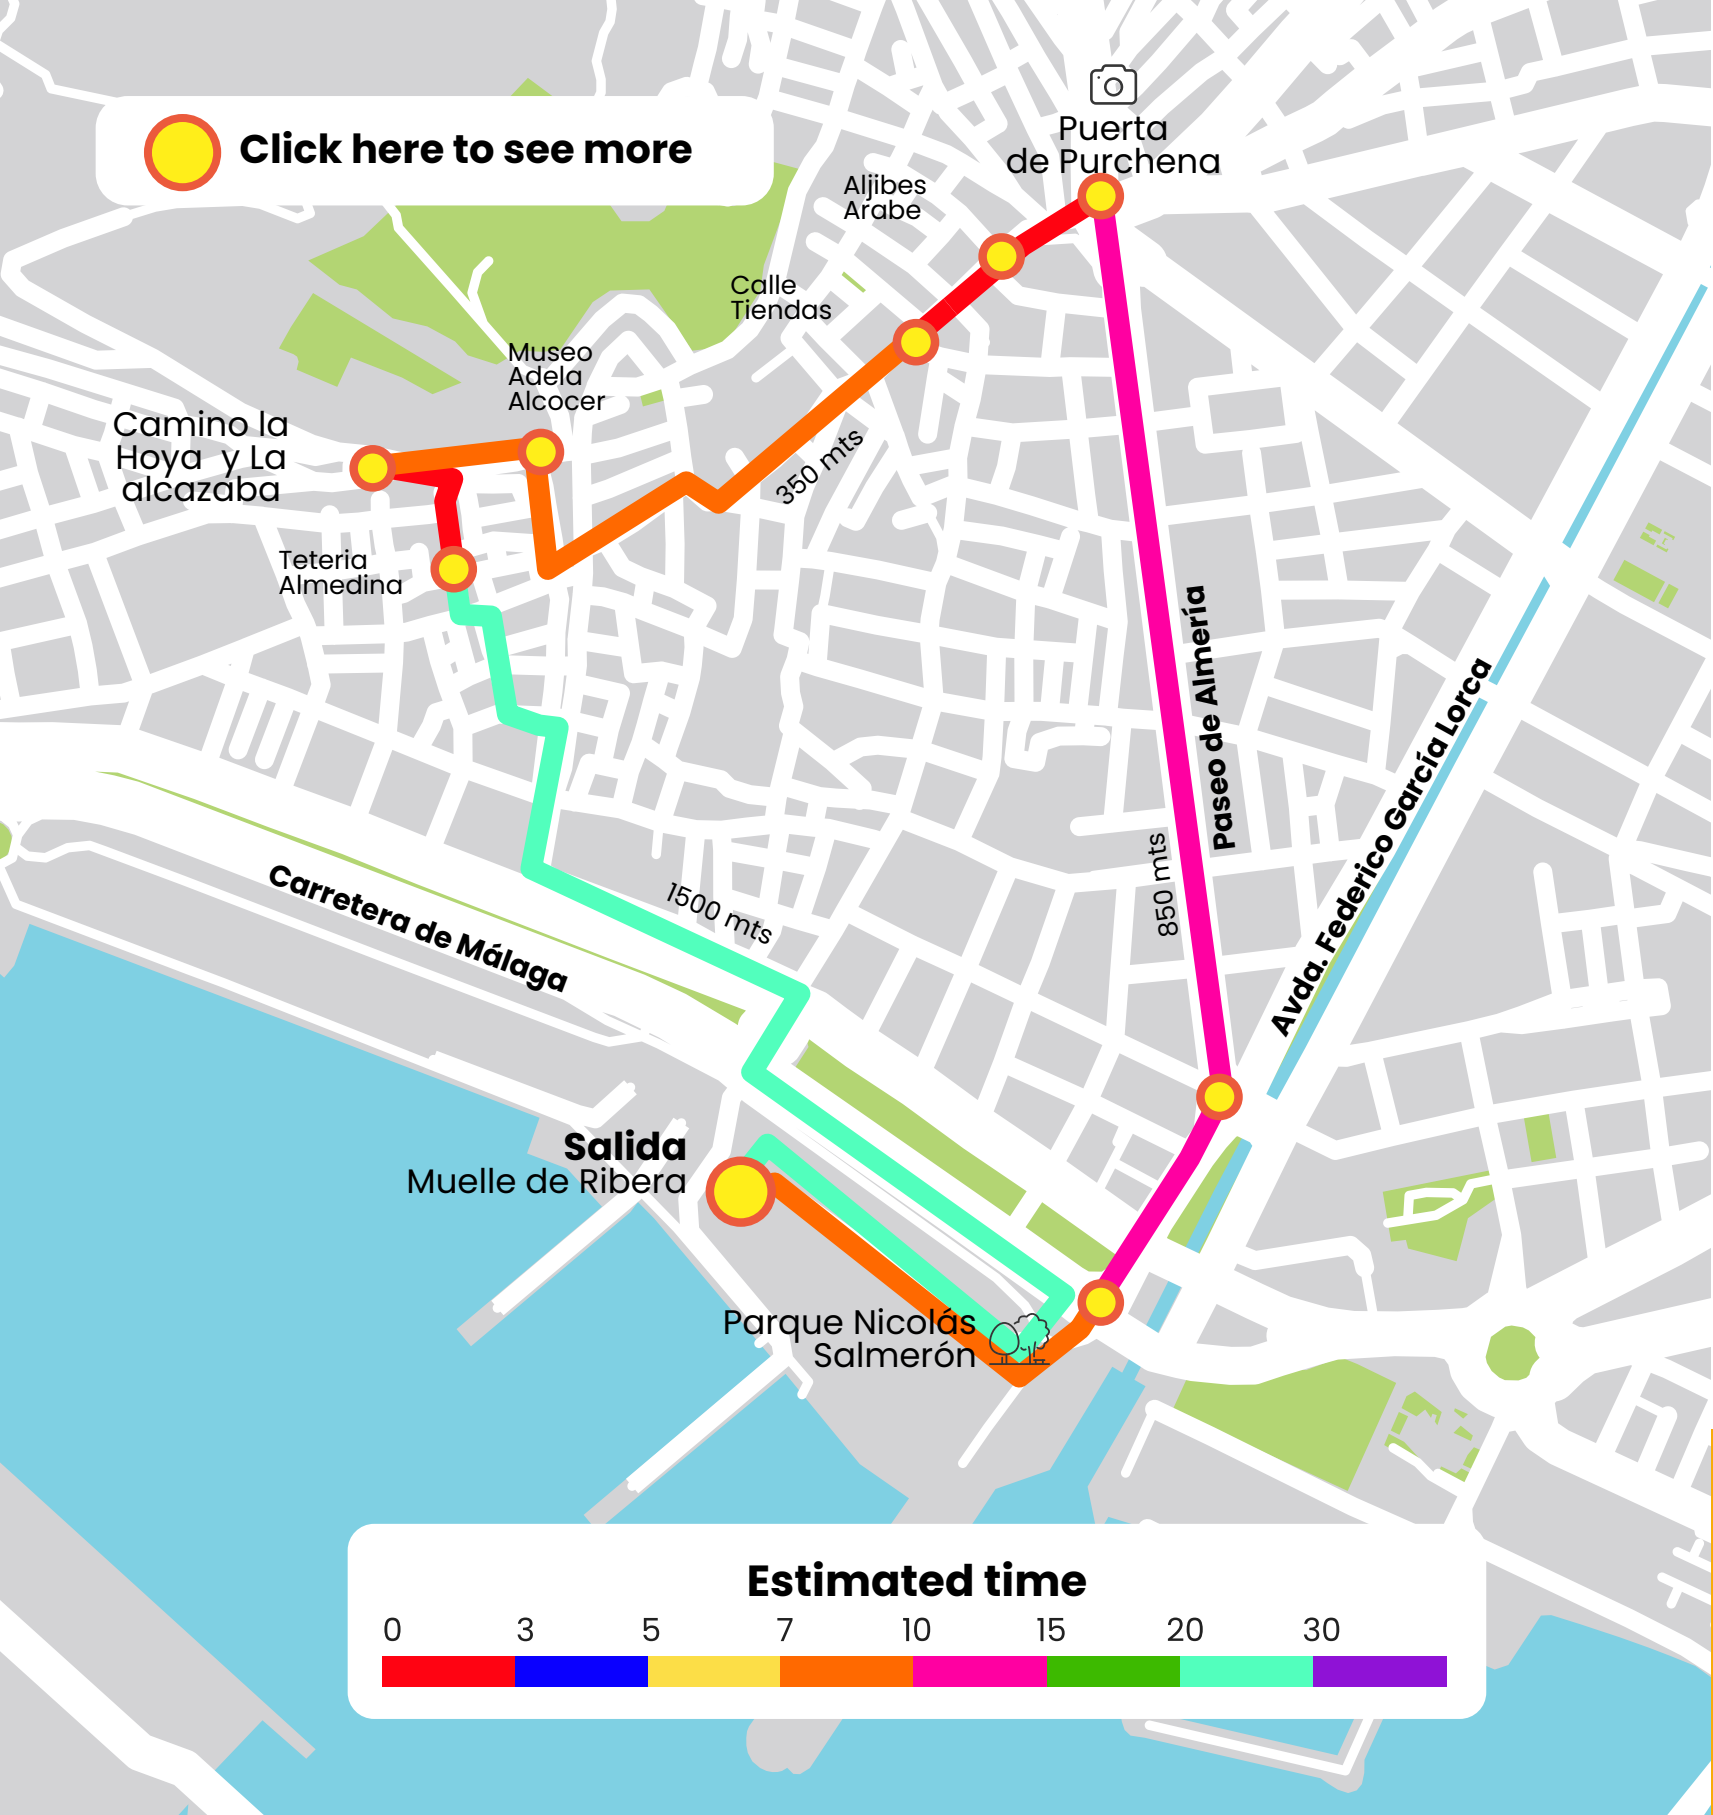 Puerta
de Purchena
Click here to see more
Aljibes
Arabe
Calle
Tiendas
Museo
Adela
Alcocer
Camino la
Hoya  y La
alcazaba
350 mts
Teteria
Almedina
Paseo de Almería
Avda. Federico García Lorca
850 mts
1500 mts
Carretera de Málaga
Salida
Muelle de Ribera
Parque Nicolás
Salmerón
Estimated time
0 3 5 7 10 15 20 30